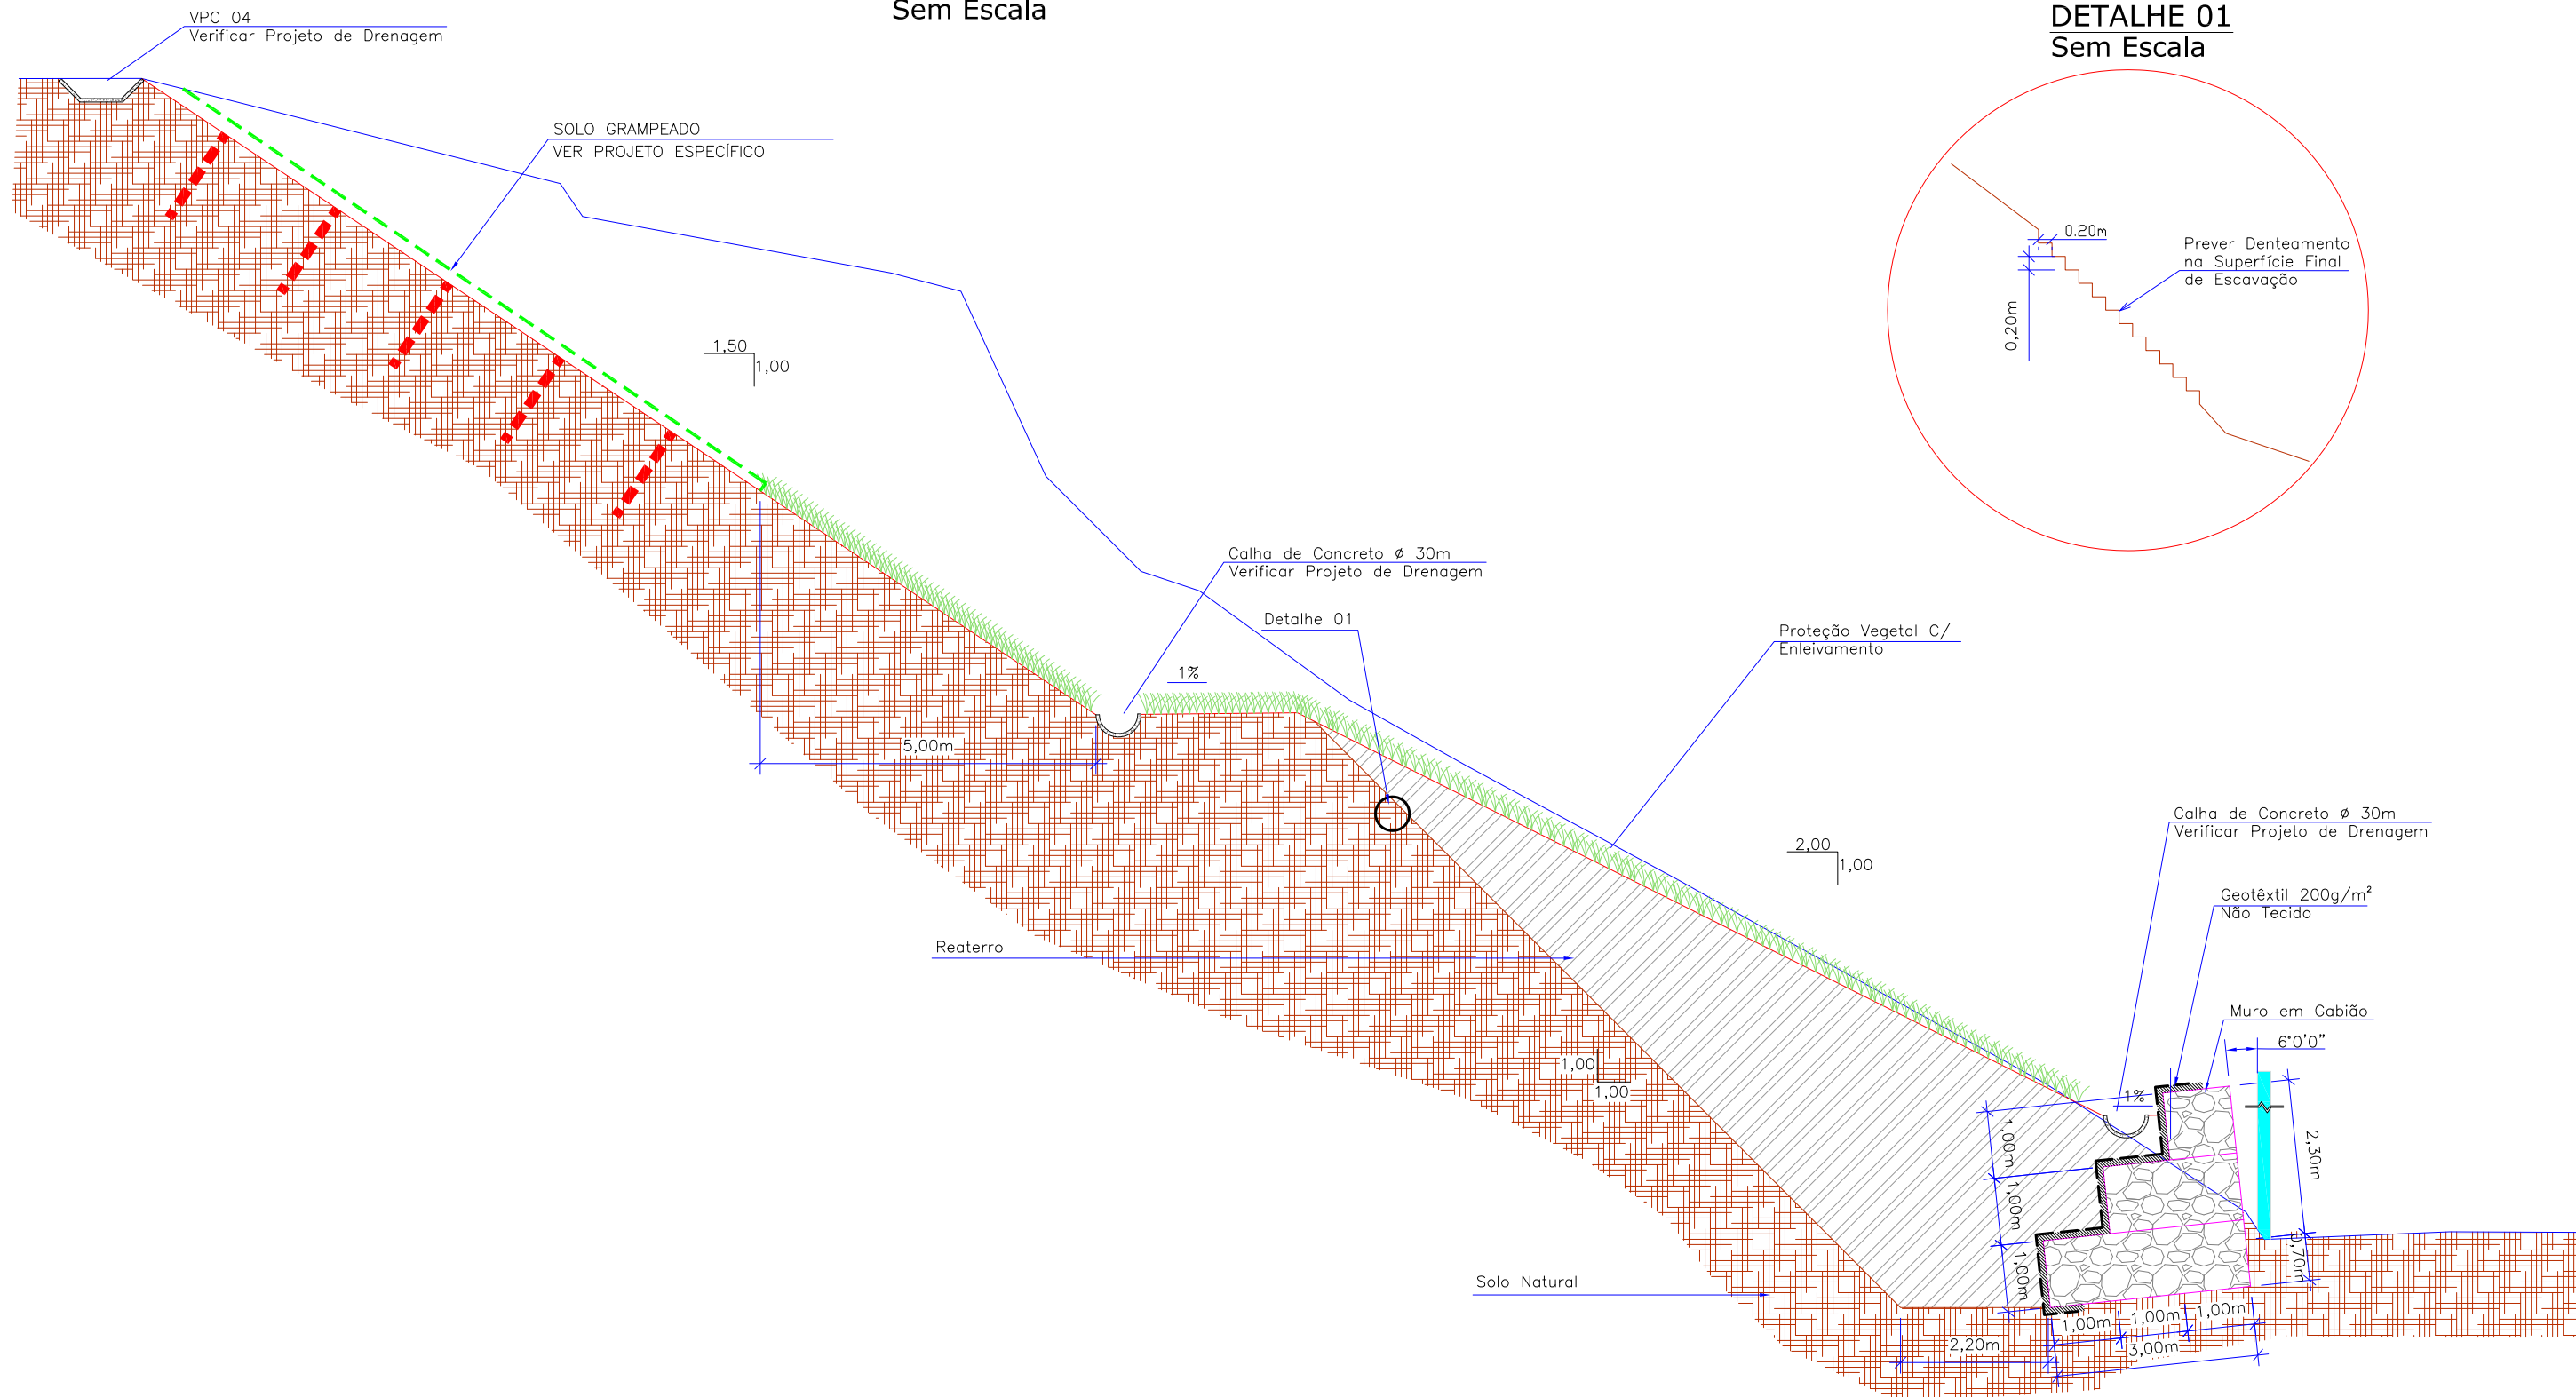 Sem Escala
DETALHE 01
Sem Escala
VPC 04
Verificar Projeto de Drenagem
SOLO GRAMPEADO
VER PROJETO ESPECÍFICO
0.20m
Prever Denteamento
na Superfície Final
de Escavação
0,20m
1,50
1,00
Calha de Concreto ø 30m
Verificar Projeto de Drenagem
Detalhe 01
1%
Proteção Vegetal C/
Enleivamento
5,00m
2,00
1,00
Calha de Concreto ø 30m
Verificar Projeto de Drenagem
Geotêxtil 200g/m²
Não Tecido
Reaterro
Muro em Gabião
6°0'0"
1,00
1,00
1%
1,00m
1,00m
1,00m
2,30m
0,70m
Solo Natural
1,00m
1,00m
1,00m
2,20m
3,00m